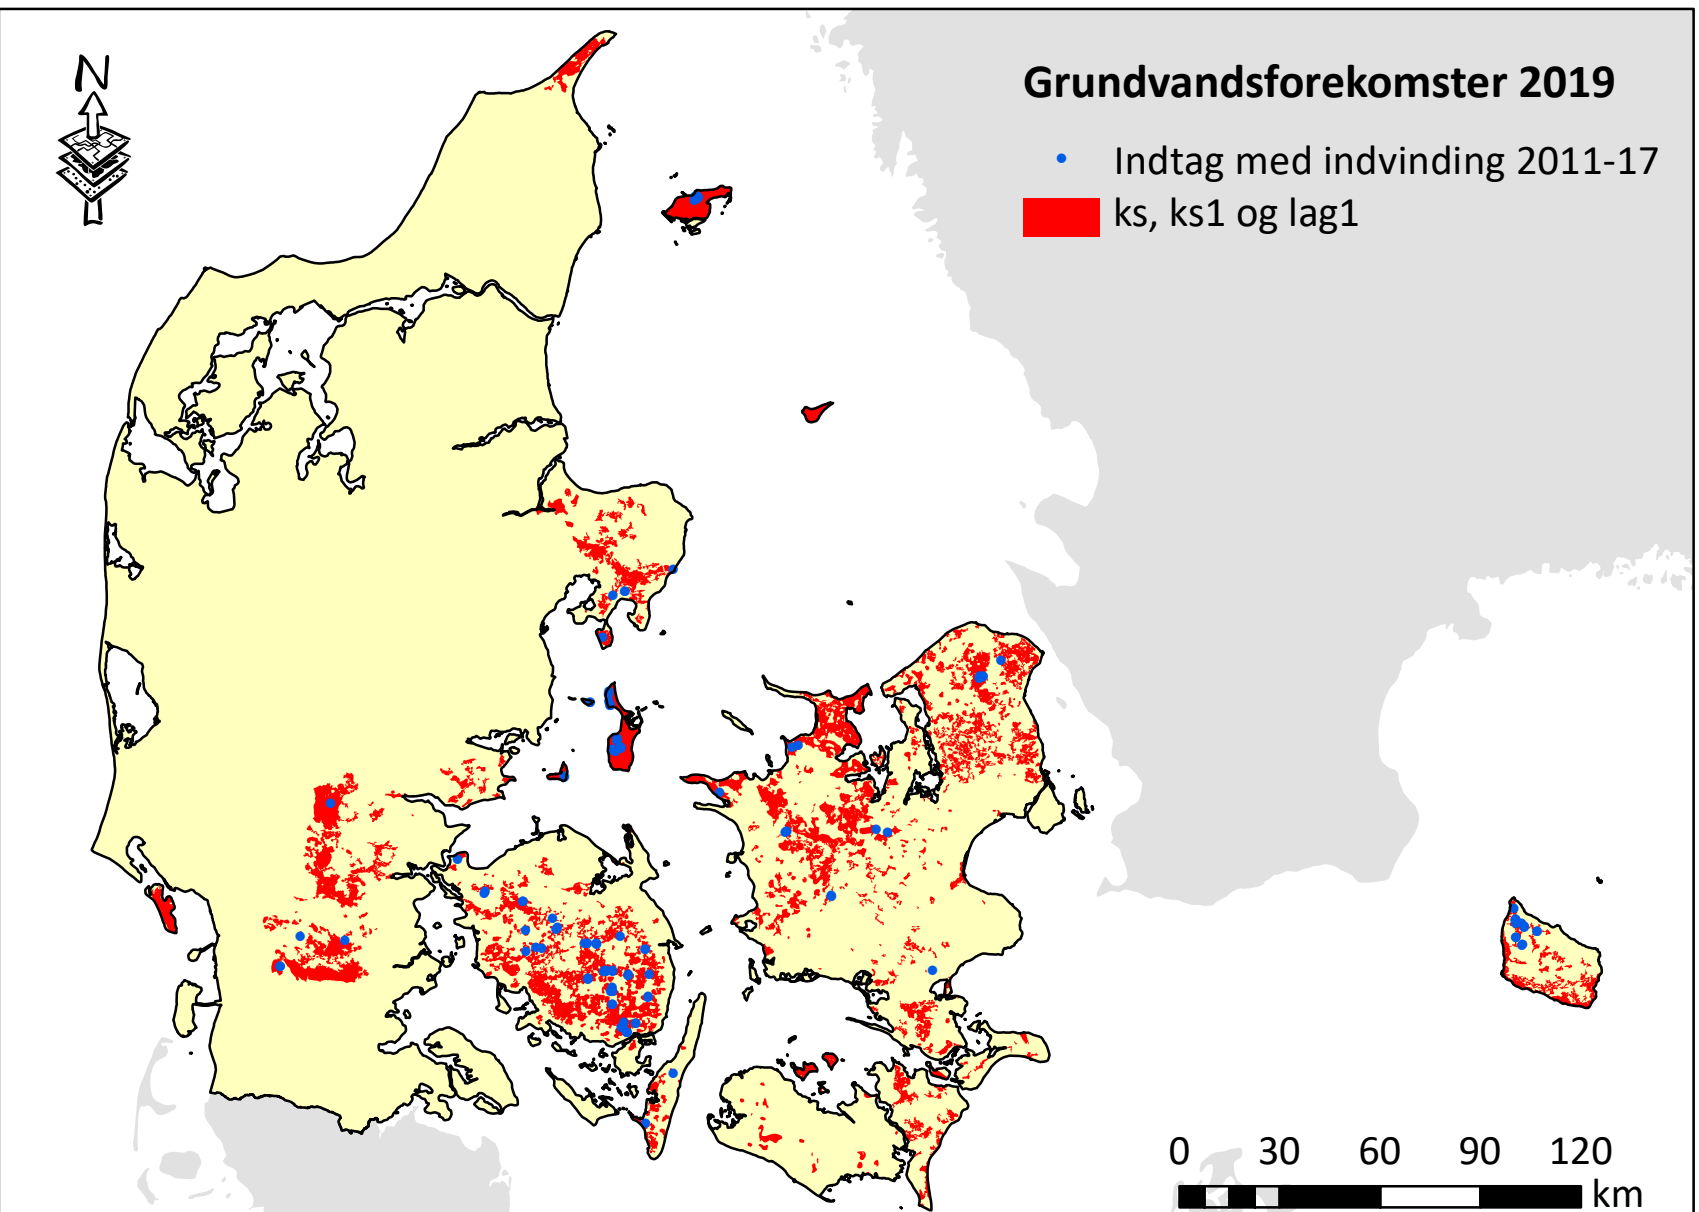 N
Grundvandsforekomster 2019
Indtag med indvinding 2011-17
ks, ks1 og lag1
0 30 60 90 120
km